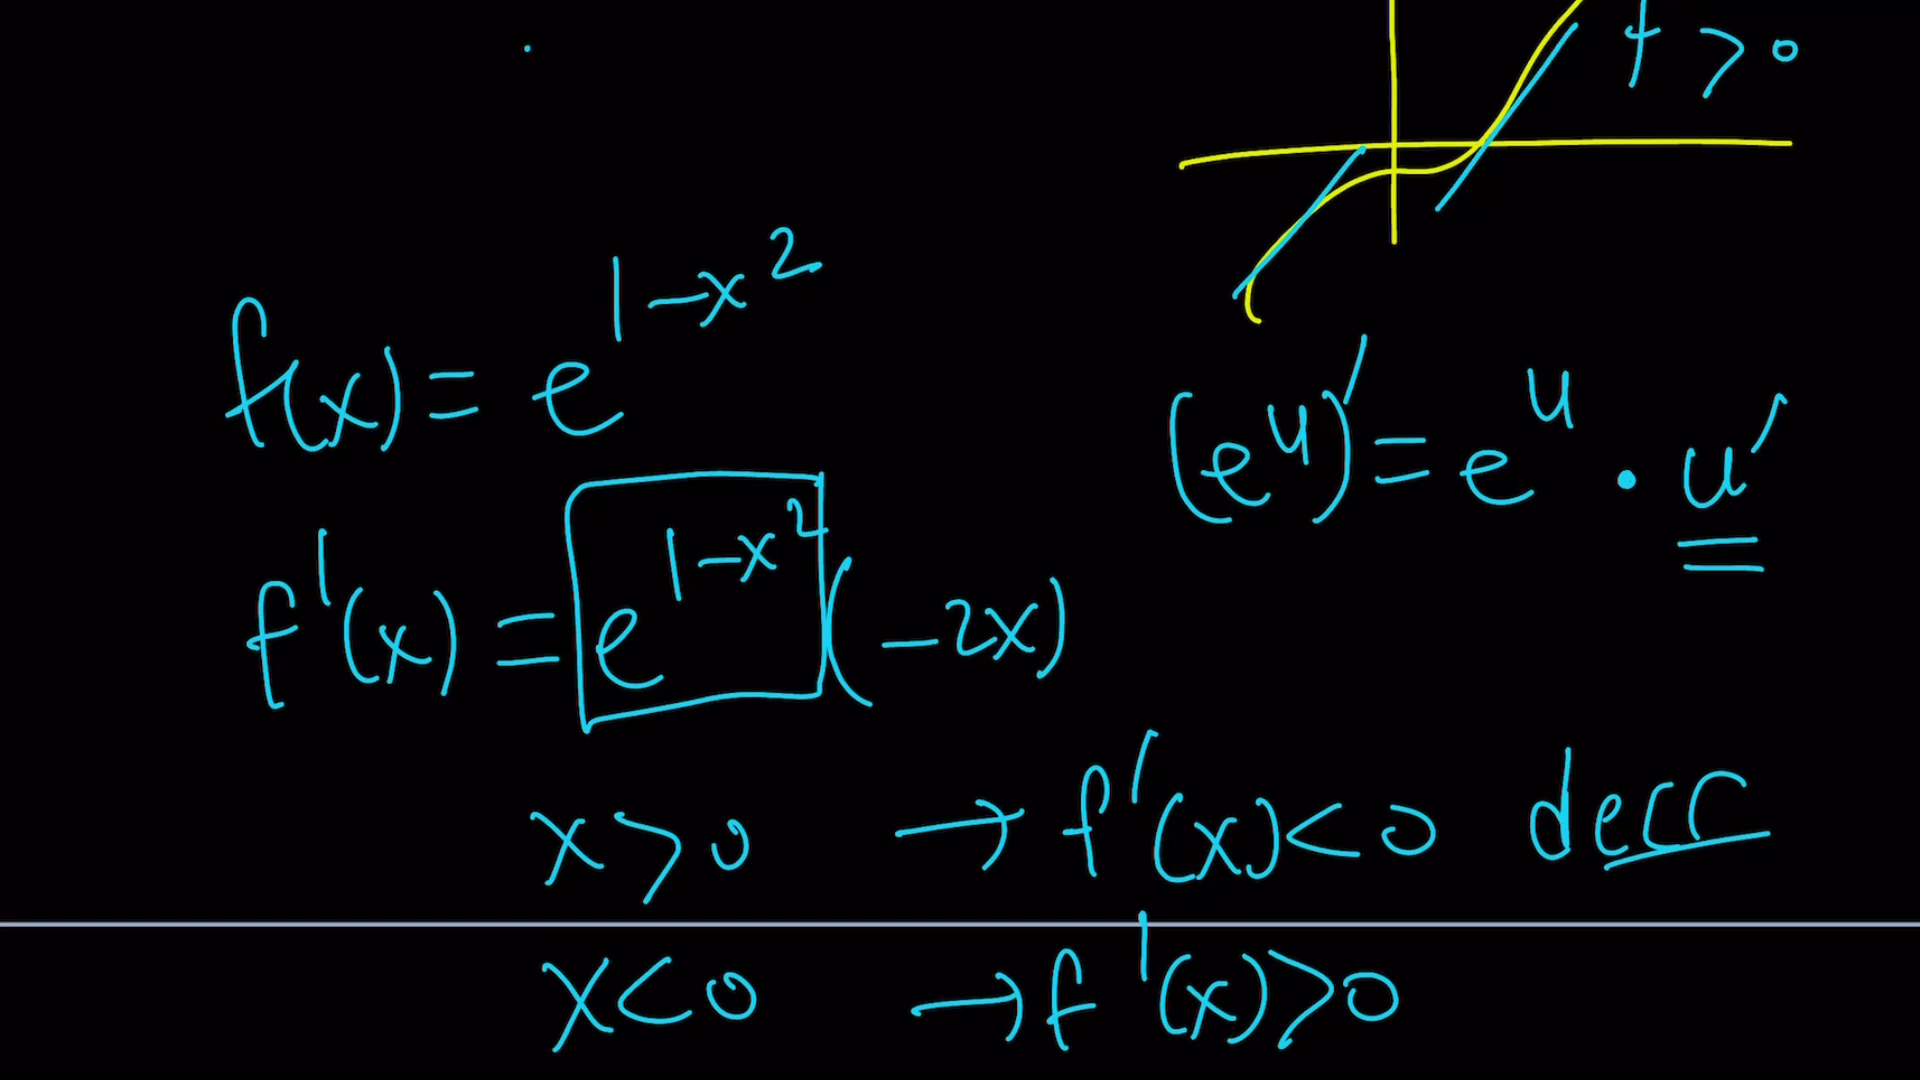 f > 0
f(x) = e^{1-x^2}
(e^u)' = e^u · u'
f'(x) = e^{1-x^2} (-2x)
x > 0 → f'(x) < 0 decr
x < 0 → f'(x) > 0